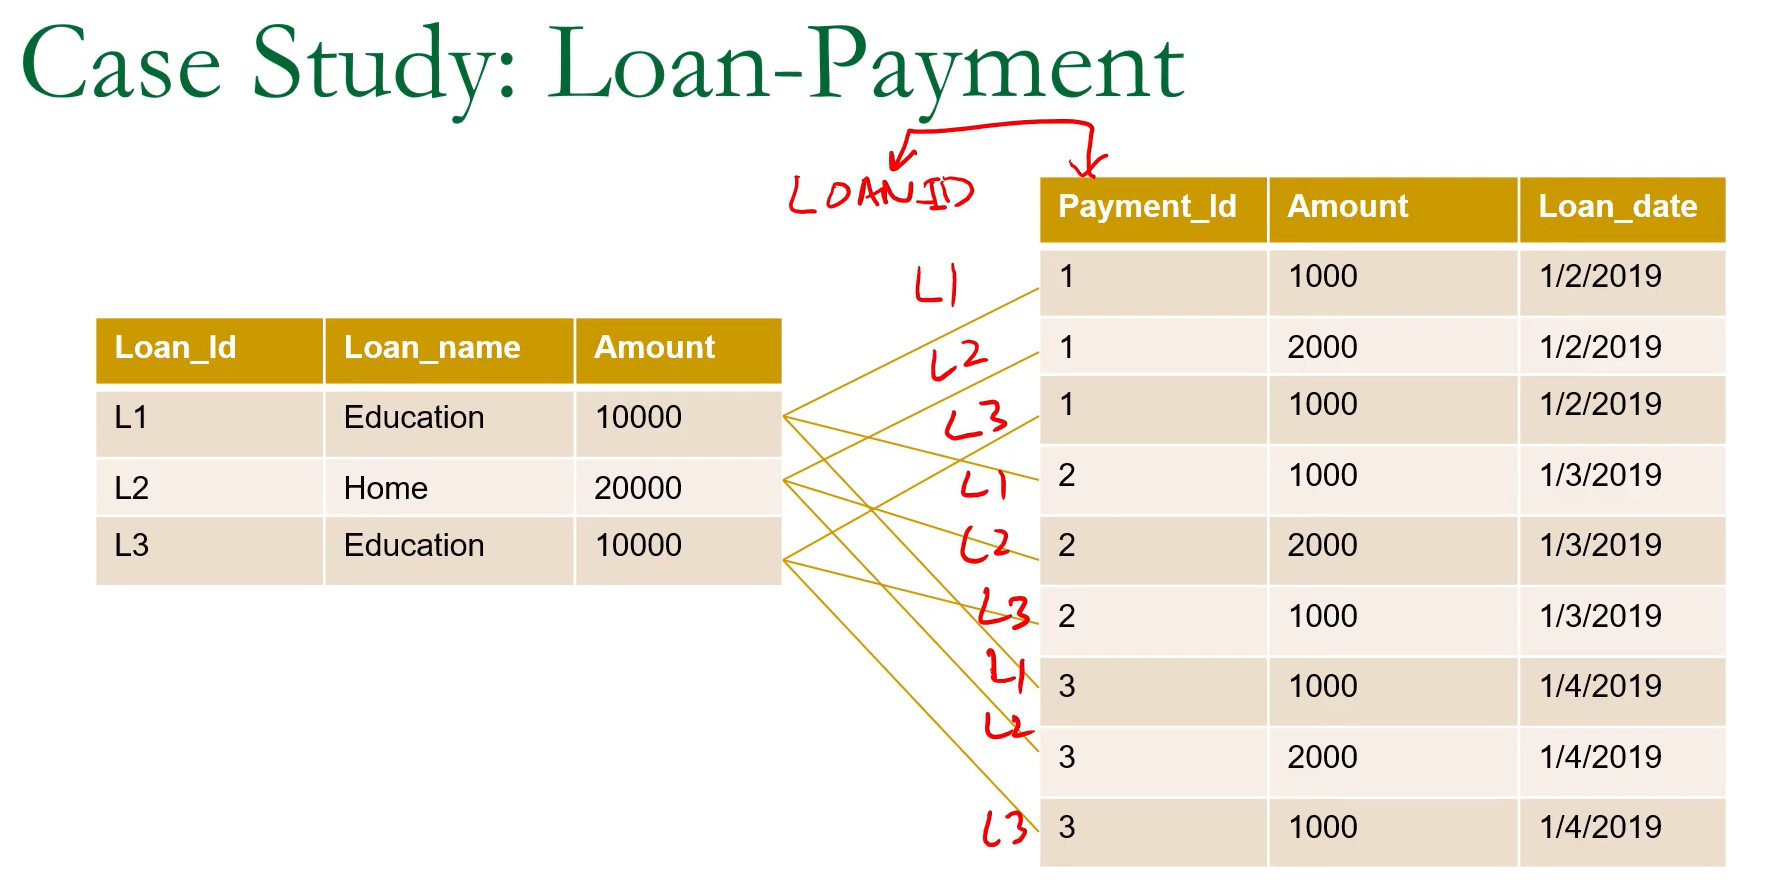 Case Study: Loan-Payment
LOANID
Loan_Id Loan_name Amount
L1 Education 10000
L2 Home 20000
L3 Education 10000
Payment_Id Amount Loan_date
L1 1 1000 1/2/2019
L2 1 2000 1/2/2019
L3 1 1000 1/2/2019
L1 2 1000 1/3/2019
L2 2 2000 1/3/2019
L3 2 1000 1/3/2019
L1 3 1000 1/4/2019
L2 3 2000 1/4/2019
L3 3 1000 1/4/2019